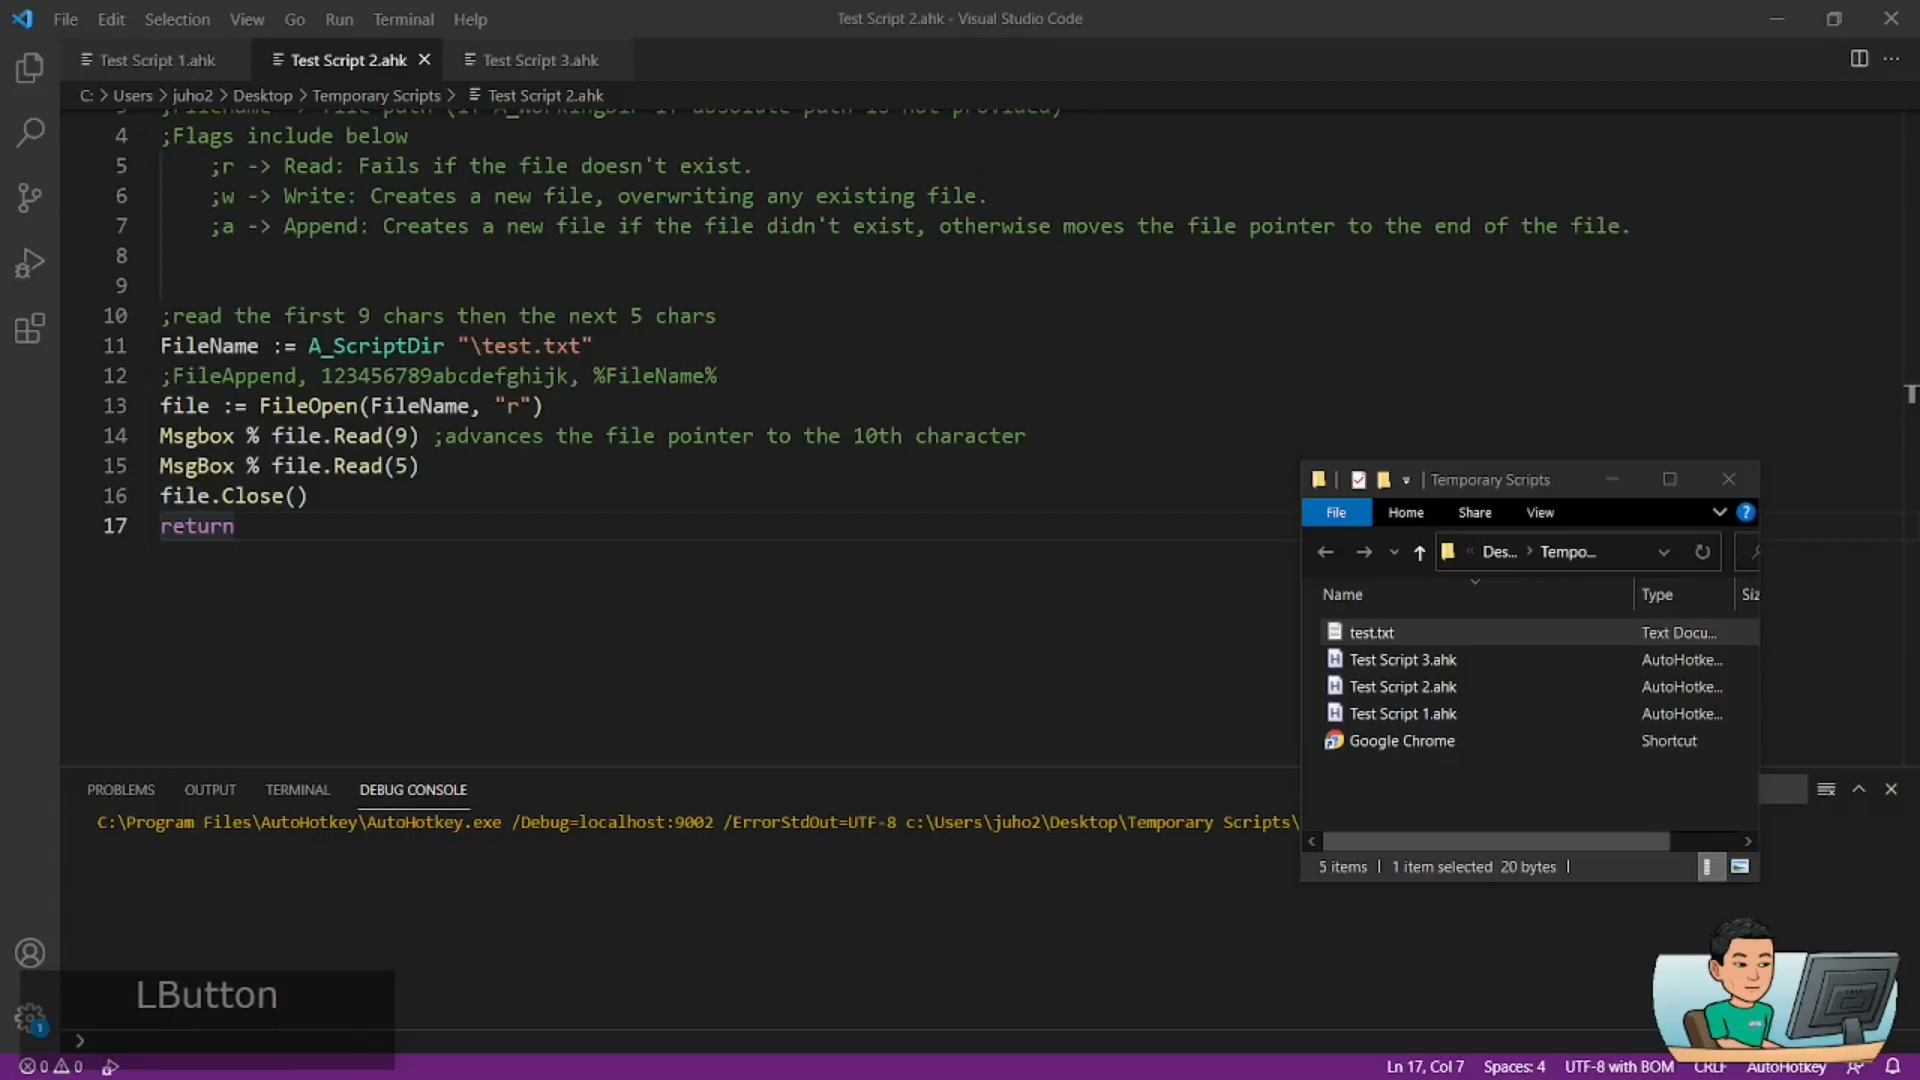 File Edit Selection View Go Run Terminal Help
Test Script 2.ahk - Visual Studio Code
Test Script 1.ahk
Test Script 2.ahk
Test Script 3.ahk
C: > Users > juho2 > Desktop > Temporary Scripts > Test Script 2.ahk
4 ;Flags include below
5 ;r -> Read: Fails if the file doesn't exist.
6 ;w -> Write: Creates a new file, overwriting any existing file.
7 ;a -> Append: Creates a new file if the file didn't exist, otherwise moves the file pointer to the end of the file.
8
9
10 ;read the first 9 chars then the next 5 chars
11 FileName := A_ScriptDir "\test.txt"
12 ;FileAppend, 123456789abcdefghijk, %FileName%
13 file := FileOpen(FileName, "r")
14 Msgbox % file.Read(9) ;advances the file pointer to the 10th character
15 MsgBox % file.Read(5)
16 file.Close()
17 return
Temporary Scripts
File Home Share View
Des... > Tempo...
Name Type Siz
test.txt Text Docu...
Test Script 3.ahk AutoHotke...
Test Script 2.ahk AutoHotke...
Test Script 1.ahk AutoHotke...
Google Chrome Shortcut
5 items 1 item selected 20 bytes
PROBLEMS OUTPUT TERMINAL DEBUG CONSOLE
C:\Program Files\AutoHotkey\AutoHotkey.exe /Debug=localhost:9002 /ErrorStdOut=UTF-8 c:\Users\juho2\Desktop\Temporary Scripts\
LButton
1
0 0
Ln 17, Col 7 Spaces: 4 UTF-8 with BOM CRLF AutoHotkey